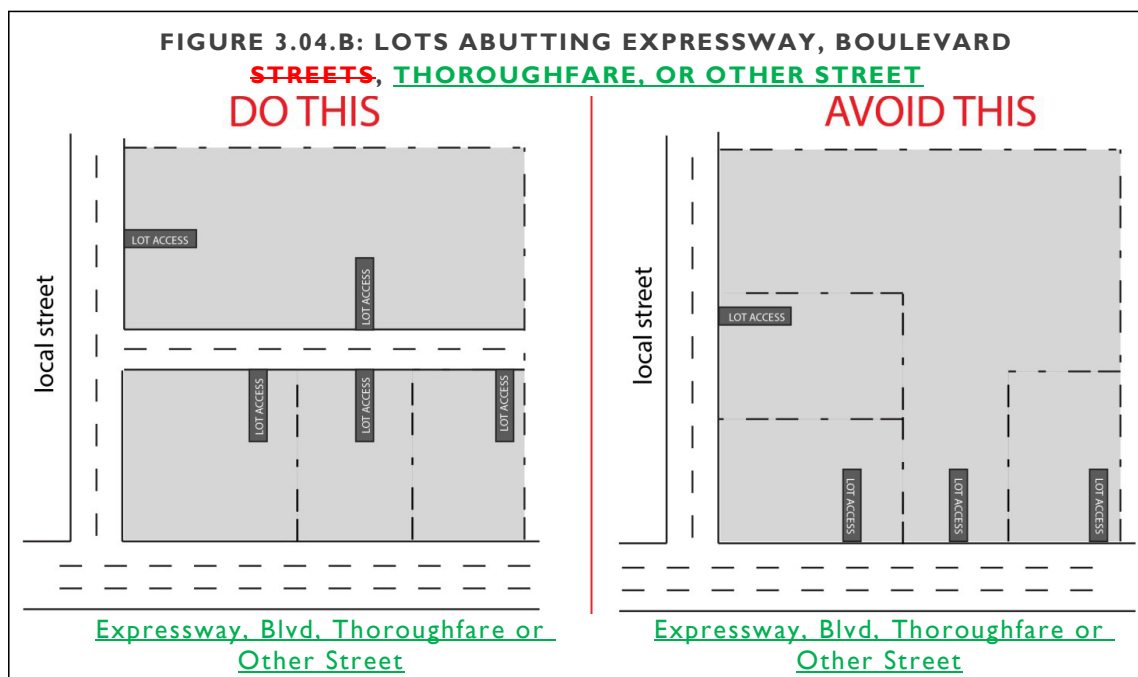 FIGURE 3.04.B: LOTS ABUTTING EXPRESSWAY, BOULEVARD
STREETS, THOROUGHFARE, OR OTHER STREET
DO THIS
local street
LOT ACCESS
LOT ACCESS
LOT ACCESS
LOT ACCESS
LOT ACCESS
Expressway, Blvd, Thoroughfare or
Other Street
AVOID THIS
local street
LOT ACCESS
LOT ACCESS
LOT ACCESS
LOT ACCESS
Expressway, Blvd, Thoroughfare or
Other Street